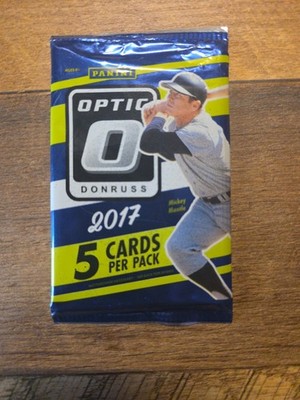 PANINI
OPTIC
O
DONRUSS
2017
Mickey
Mantle
5 CARDS
PER PACK